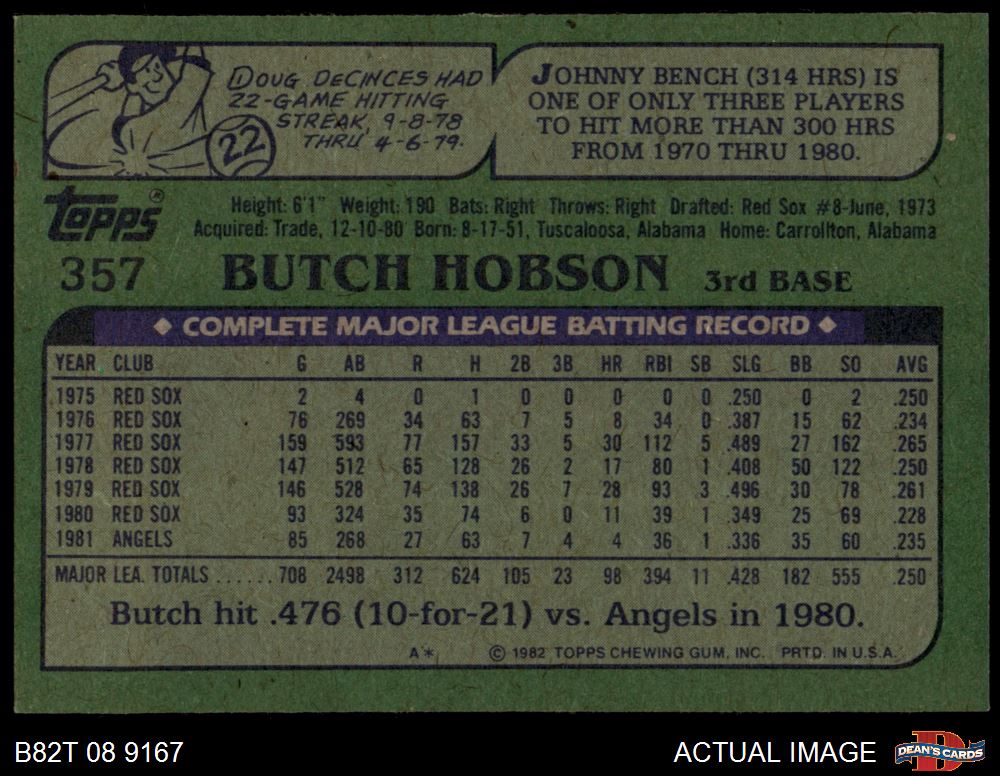 DOUG DECINCES HAD
22-GAME HITTING
STREAK, 9-8-78
THRU 4-6-79.
22
JOHNNY BENCH (314 HRS) IS
ONE OF ONLY THREE PLAYERS
TO HIT MORE THAN 300 HRS
FROM 1970 THRU 1980.
Topps®
Height: 6'1" Weight: 190 Bats: Right Throws: Right Drafted: Red Sox #8-June, 1973
Acquired: Trade, 12-10-80 Born: 8-17-51, Tuscaloosa, Alabama Home: Carrollton, Alabama
357 BUTCH HOBSON 3rd BASE
◆ COMPLETE MAJOR LEAGUE BATTING RECORD ◆
YEAR CLUB G AB R H 2B 3B HR RBI SB SLG BB SO AVG
1975 RED SOX 2 4 0 1 0 0 0 0 0 .250 0 2 .250
1976 RED SOX 76 269 34 63 7 5 8 34 0 .387 15 62 .234
1977 RED SOX 159 593 77 157 33 5 30 112 5 .489 27 162 .265
1978 RED SOX 147 512 65 128 26 2 17 80 1 .408 50 122 .250
1979 RED SOX 146 528 74 138 26 7 28 93 3 .496 30 78 .261
1980 RED SOX 93 324 35 74 6 0 11 39 1 .349 25 69 .228
1981 ANGELS 85 268 27 63 7 4 4 36 1 .336 35 60 .235
MAJOR LEA. TOTALS ...... 708 2498 312 624 105 23 98 394 11 .428 182 555 .250
Butch hit .476 (10-for-21) vs. Angels in 1980.
A* © 1982 TOPPS CHEWING GUM, INC. PRTD. IN U.S.A.
B82T 08 9167 ACTUAL IMAGE DEAN'S CARDS